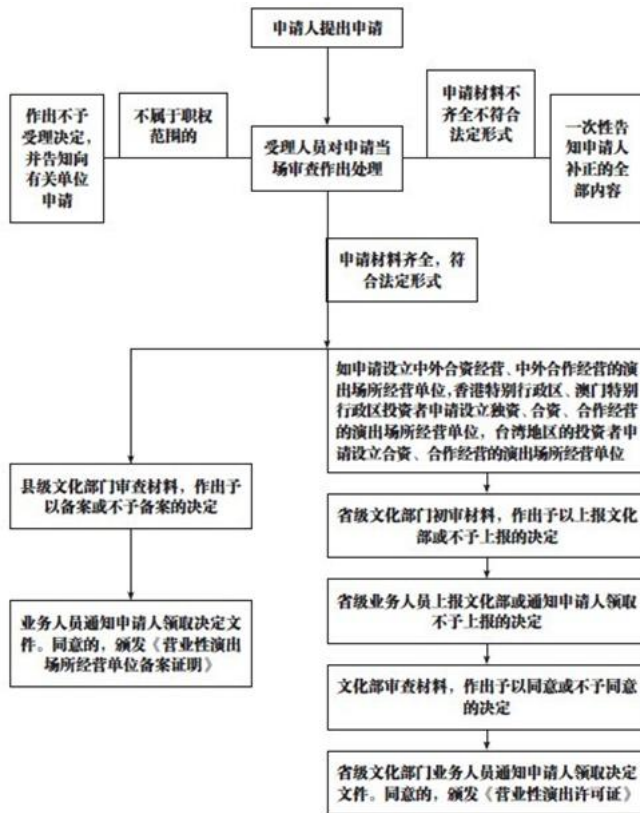 申请人提出申请
作出不予
受理决定，
并告知向
有关单位
申请
不属于职权
范围的
受理人员对申请当
场审查作出处理
申请材料不
齐全不符合
法定形式
一次性告
知申请人
补正的全
部内容
申请材料齐全，符
合法定形式
如申请设立中外合资经营、中外合作经营的演
出场所经营单位，香港特别行政区、澳门特别
行政区投资者申请设立独资、合资、合作经营
的演出场所经营单位，台湾地区的投资者申
请设立合资、合作经营的演出场所经营单位
县级文化部门审查材料，作出予
以备案或不予备案的决定
省级文化部门初审材料，作出予以上报文化
部或不予上报的决定
业务人员通知申请人领取决定文
件。同意的，颁发《营业性演出
场所经营单位备案证明》
省级业务人员上报文化部或通知申请人领取
不予上报的决定
文化部审查材料，作出予以同意或不予同意
的决定
省级文化部门业务人员通知申请人领取决定
文件。同意的，颁发《营业性演出许可证》